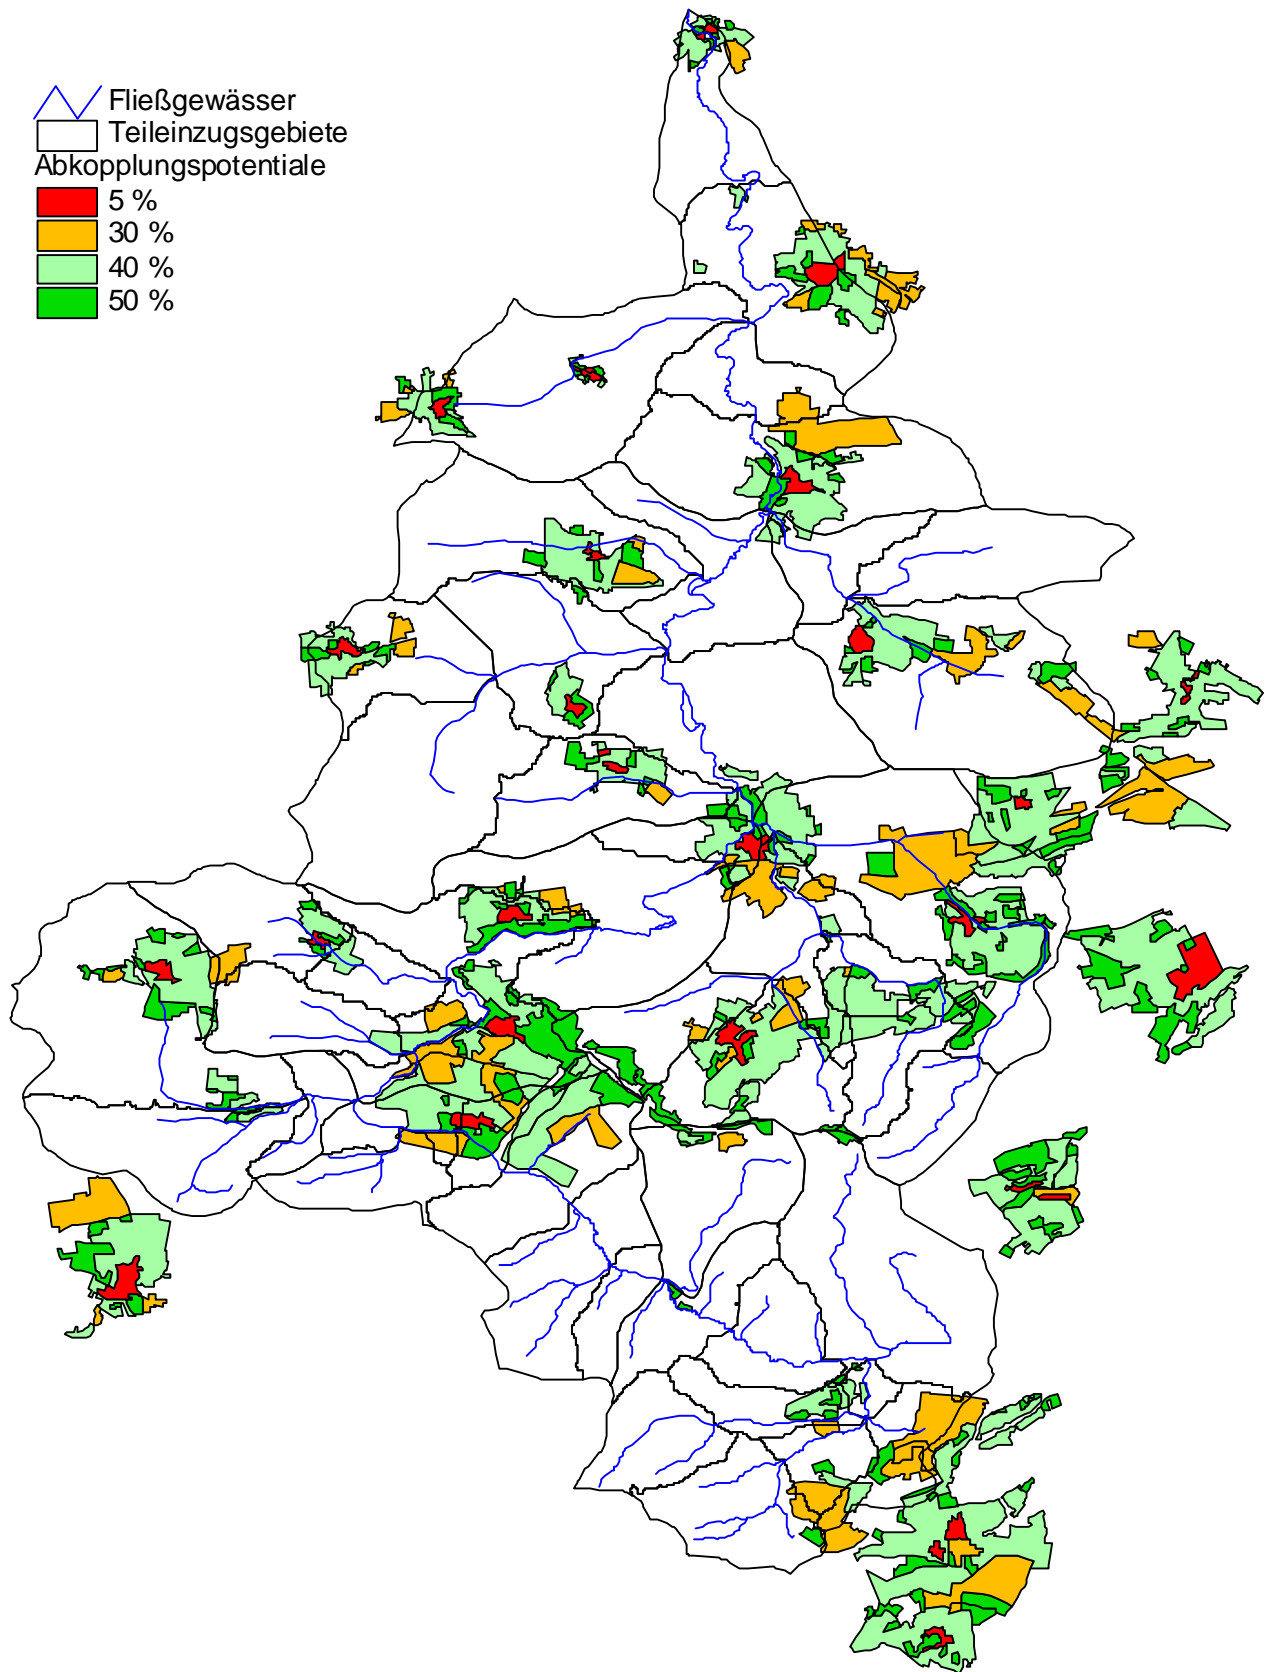 Fließgewässer
Teileinzugsgebiete
Abkopplungspotentiale
5 %
30 %
40 %
50 %